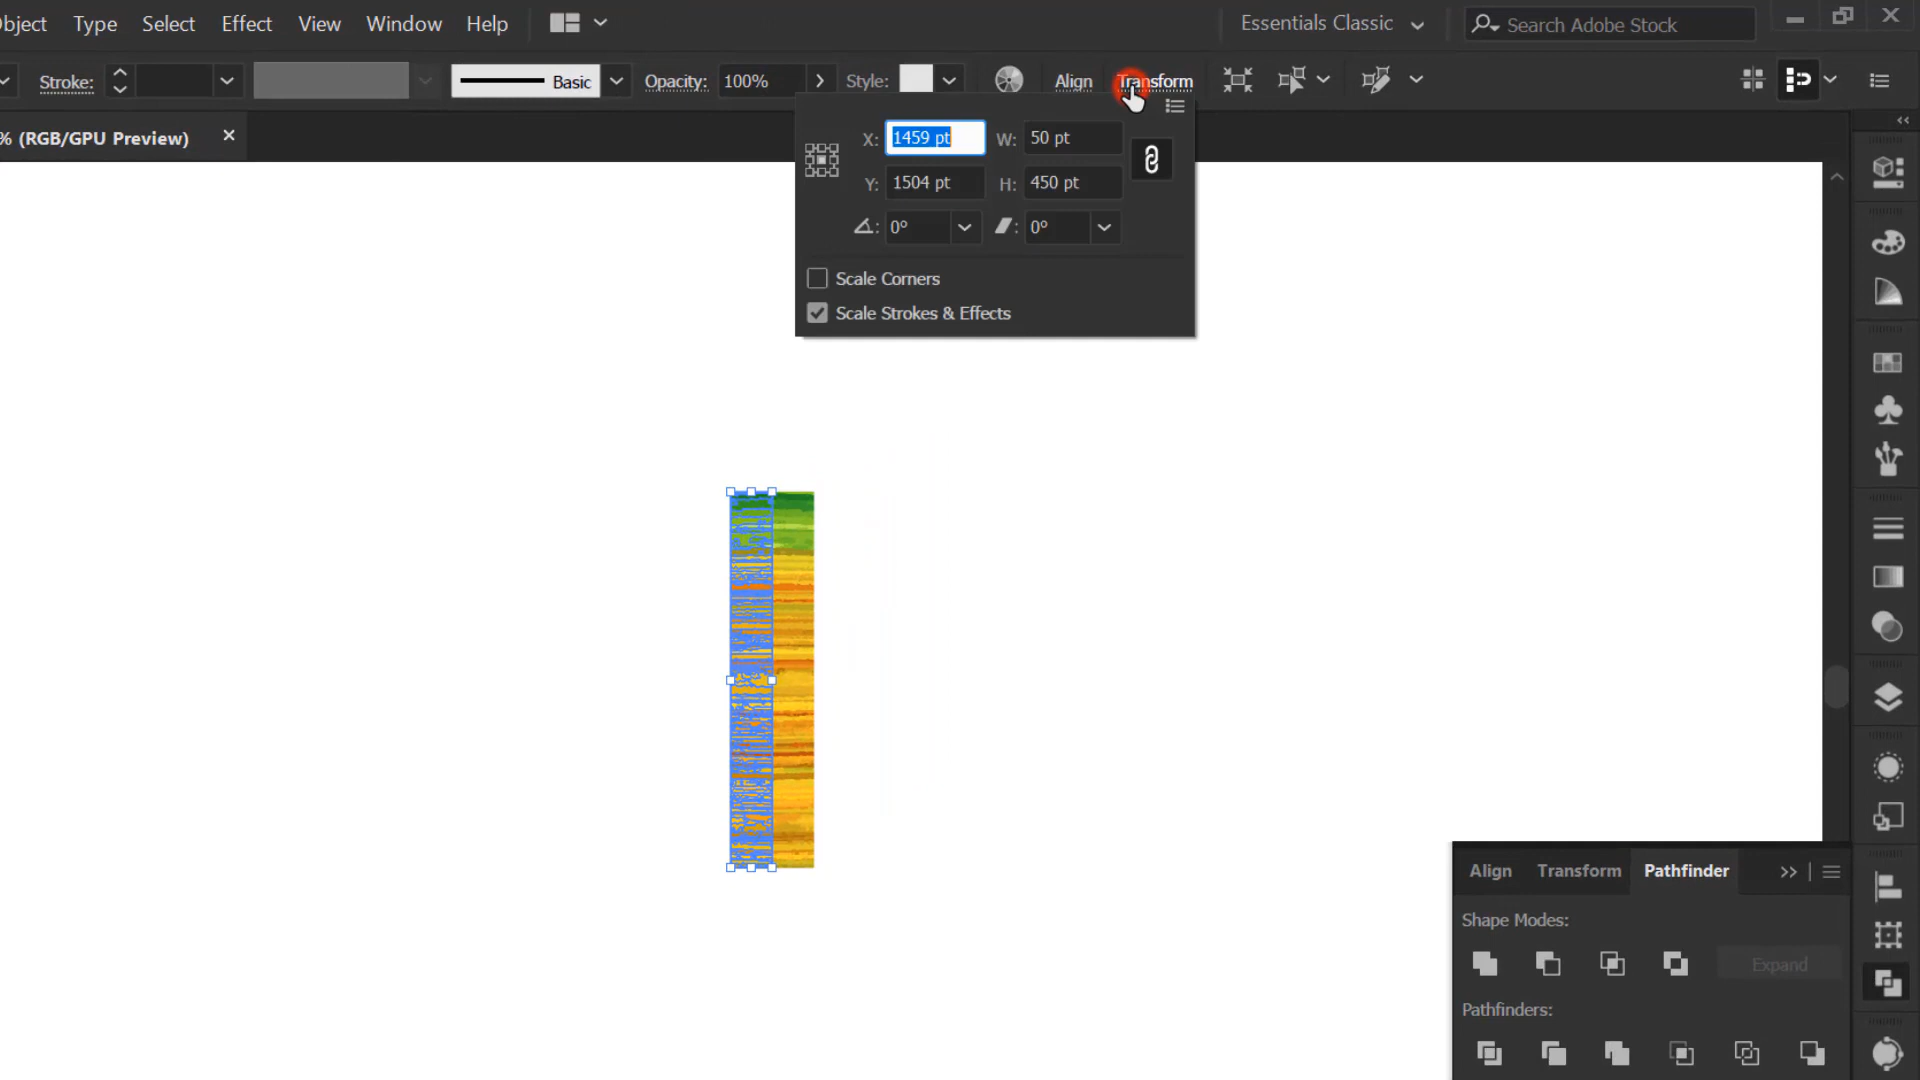 bject Type Select Effect View Window Help Essentials Classic Search Adobe Stock
Stroke: Basic Opacity: 100% Style: Align Transform
% (RGB/GPU Preview)
X: 1459 pt W: 50 pt
Y: 1504 pt H: 450 pt
0° 0°
Scale Corners
Scale Strokes & Effects
Align Transform Pathfinder
Shape Modes:
Expand
Pathfinders: